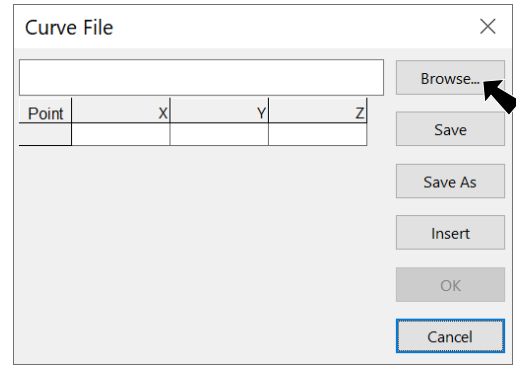 Curve File
Browse...
Point X Y Z
Save
Save As
Insert
OK
Cancel